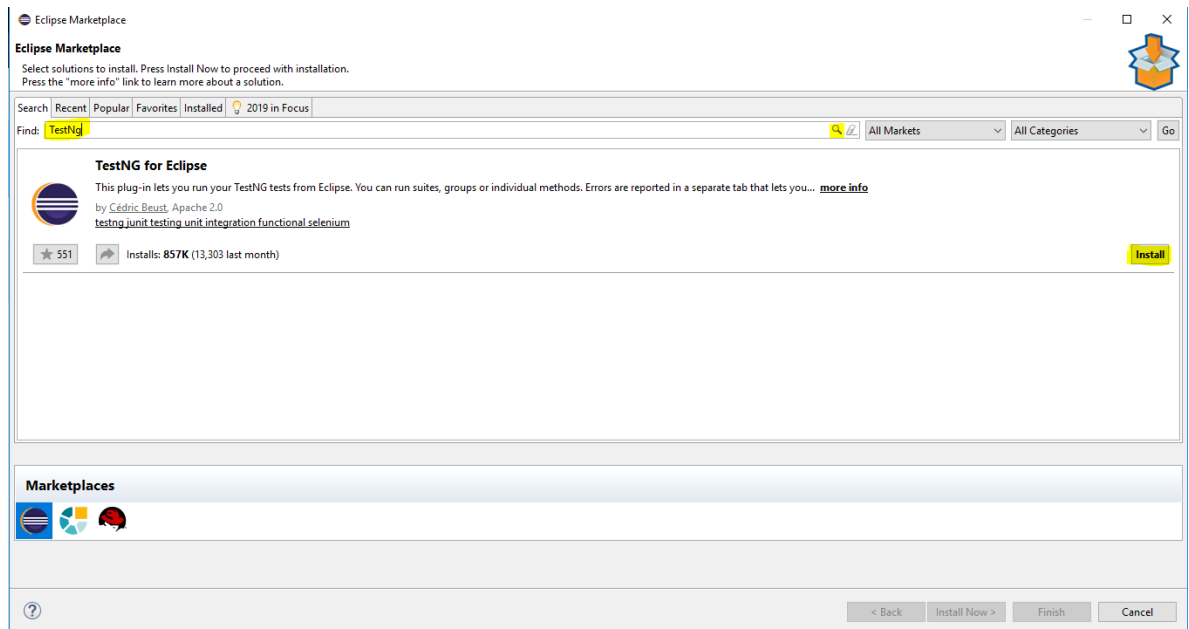 Eclipse Marketplace
Eclipse Marketplace
Select solutions to install. Press Install Now to proceed with installation.
Press the "more info" link to learn more about a solution.
Search Recent Popular Favorites Installed 2019 in Focus
Find: TestNg All Markets All Categories Go
TestNG for Eclipse
This plug-in lets you run your TestNG tests from Eclipse. You can run suites, groups or individual methods. Errors are reported in a separate tab that lets you... more info
by Cédric Beust, Apache 2.0
testng junit testing unit integration functional selenium
551 Installs: 857K (13,303 last month) Install
Marketplaces
? < Back Install Now > Finish Cancel